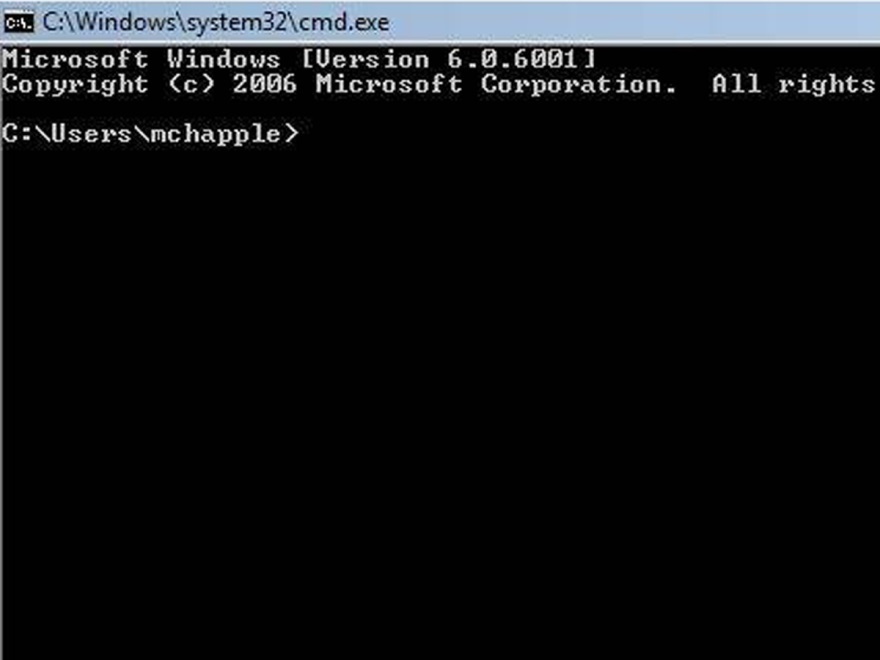 C:\Windows\system32\cmd.exe
Microsoft Windows [Version 6.0.6001]
Copyright (c) 2006 Microsoft Corporation.  All rights
C:\Users\mchapple>